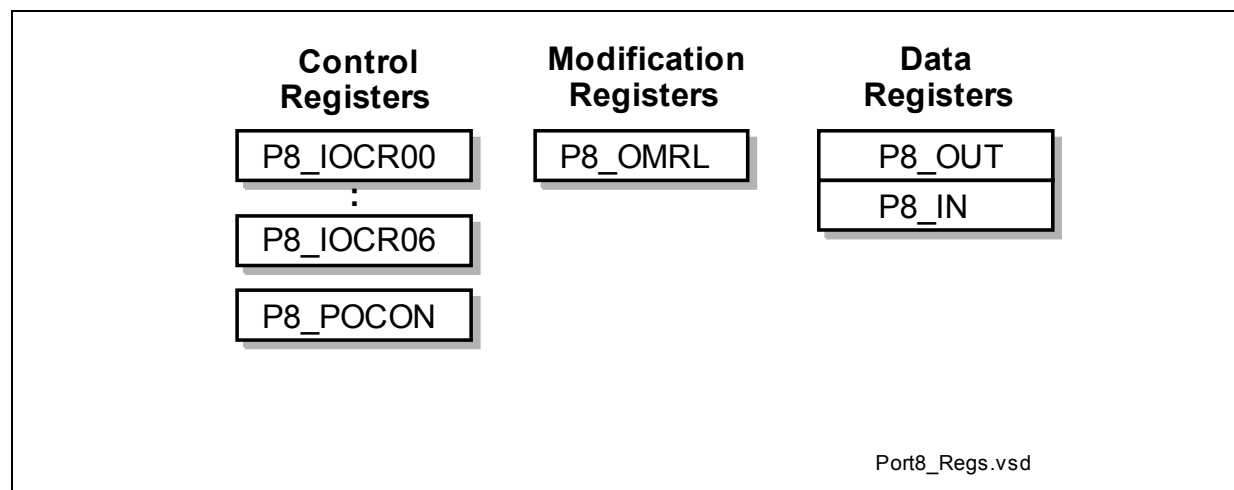 Control
Registers
P8_IOCR00
:
P8_IOCR06
P8_POCON
Modification
Registers
P8_OMRL
Data
Registers
P8_OUT
P8_IN
Port8_Regs.vsd